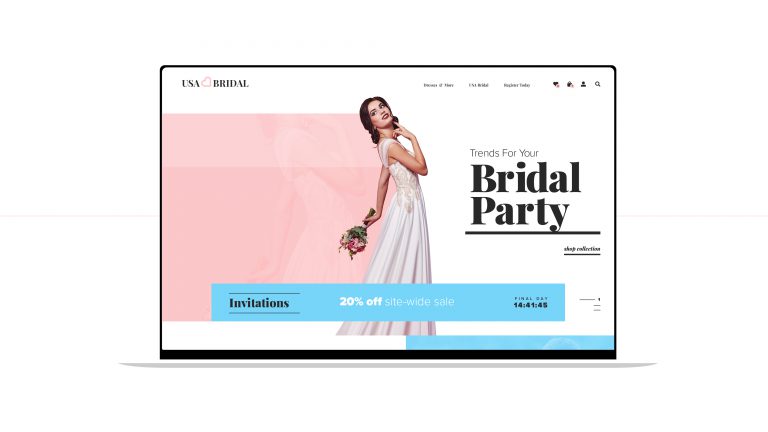 USA BRIDAL
Dresses & More USA Bridal Register Today
Trends For Your
Bridal
Party
shop collection
Invitations
20% off site-wide sale
FINAL DAY
14:41:45
1